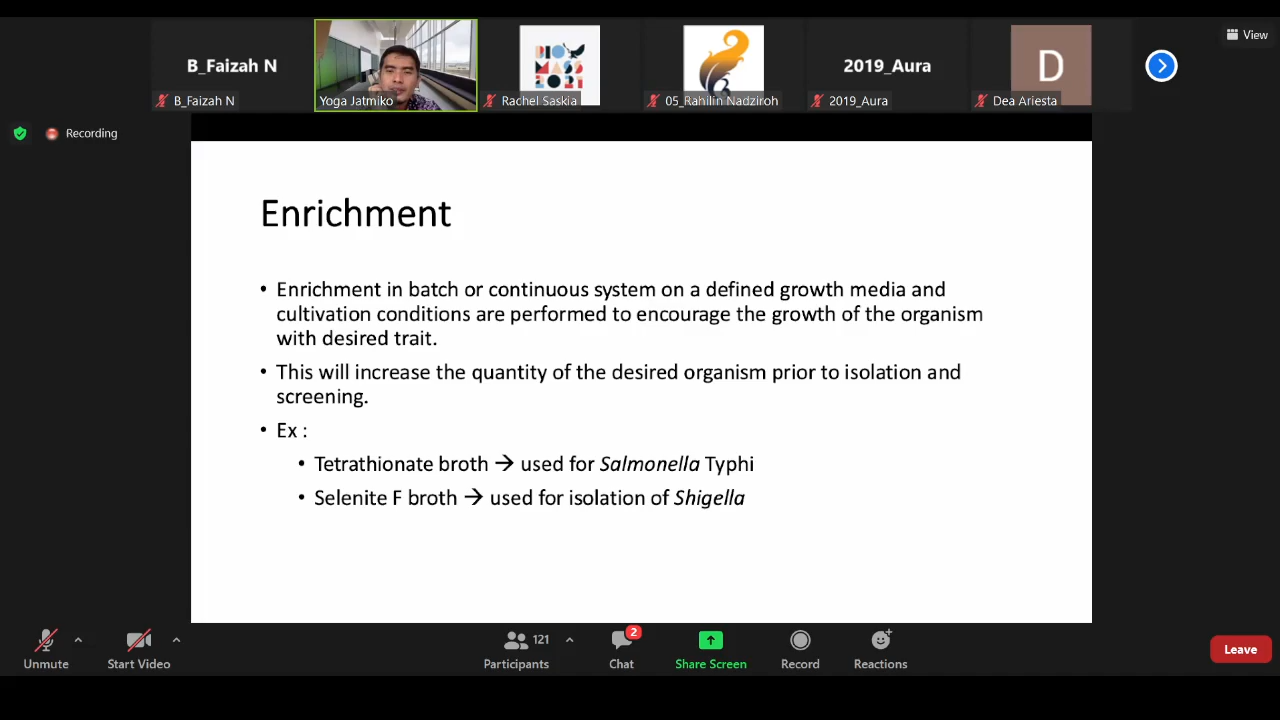 View
B_Faizah N
2019_Aura
BIO
MASS
2021
D
B_Faizah N
Yoga Jatmiko
Rachel Saskia
05_Rahilin Nadziroh
2019_Aura
Dea Ariesta
Recording
Enrichment
• Enrichment in batch or continuous system on a defined growth media and
cultivation conditions are performed to encourage the growth of the organism
with desired trait.
• This will increase the quantity of the desired organism prior to isolation and
screening.
• Ex :
• Tetrathionate broth → used for Salmonella Typhi
• Selenite F broth → used for isolation of Shigella
Unmute
Start Video
121
Participants
2
Chat
Share Screen
Record
Reactions
Leave